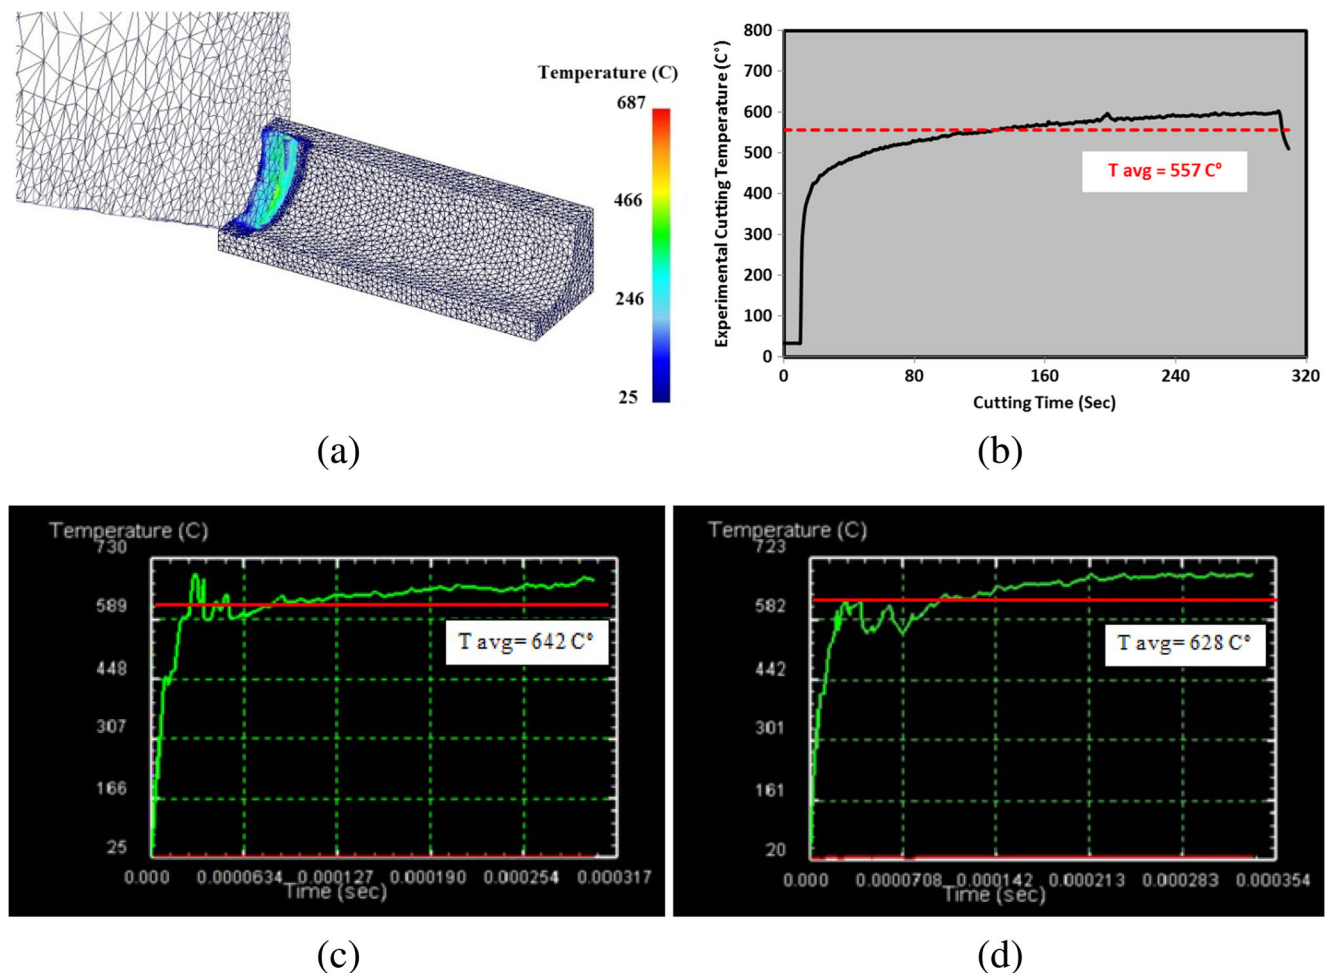 Temperature (C)
687
466
246
25
(a)
Experimental Cutting Temperature (C°)
800
700
600
500
400
300
200
100
0
T avg = 557 C°
0 80 160 240 320
Cutting Time (Sec)
(b)
Temperature (C)
730
589
448
307
166
25
T avg= 642 C°
0.000 0.0000634 0.000127 0.000190 0.000254 0.000317
Time (sec)
(c)
Temperature (C)
723
582
442
301
161
20
T avg= 628 C°
0.000 0.0000708 0.000142 0.000213 0.000283 0.000354
Time (sec)
(d)